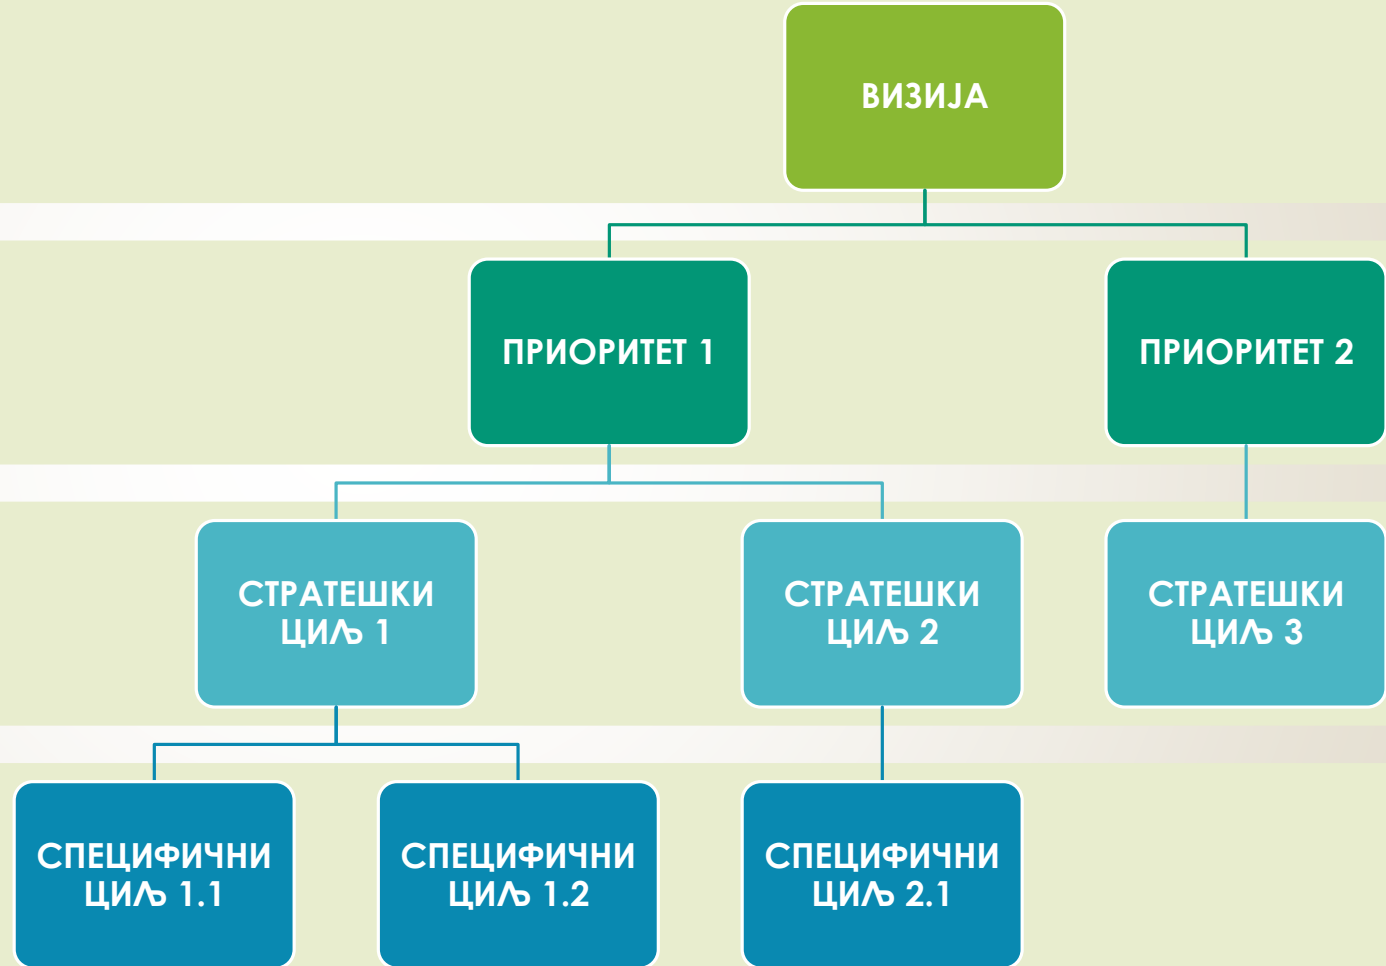 ВИЗИЈА
ПРИОРИТЕТ 1
ПРИОРИТЕТ 2
СТРАТЕШКИ
ЦИЉ 1
СТРАТЕШКИ
ЦИЉ 2
СТРАТЕШКИ
ЦИЉ 3
СПЕЦИФИЧНИ
ЦИЉ 1.1
СПЕЦИФИЧНИ
ЦИЉ 1.2
СПЕЦИФИЧНИ
ЦИЉ 2.1